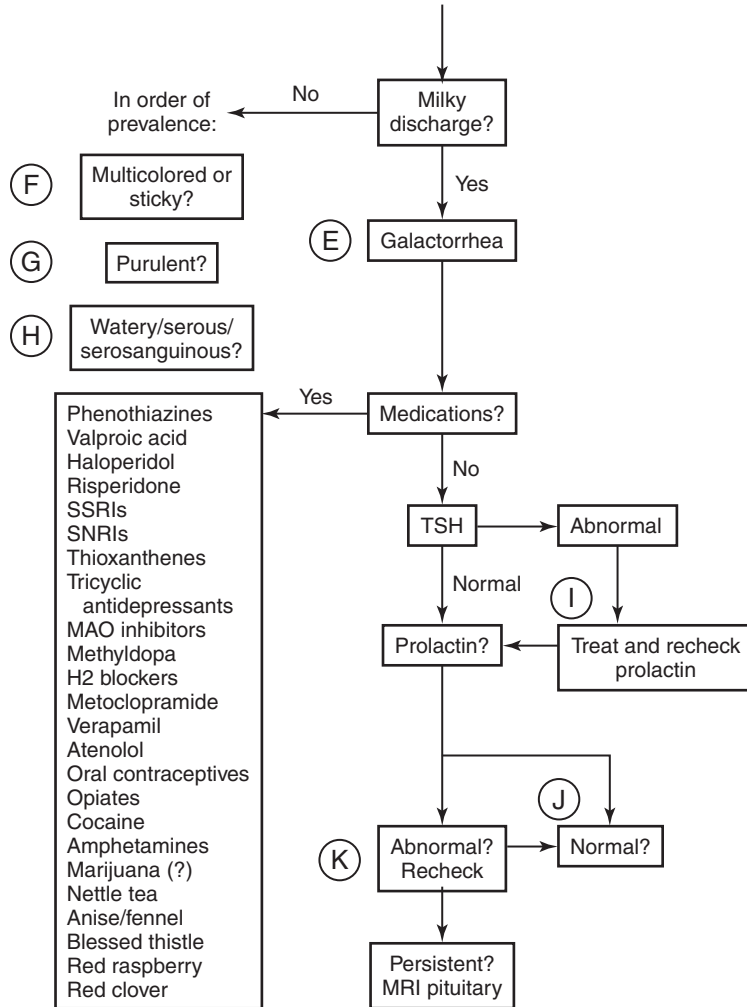 Milky
discharge?
No
In order of
prevalence:
F
Multicolored or
sticky?
Yes
E
Galactorrhea
G
Purulent?
H
Watery/serous/
serosanguinous?
Medications?
Yes
Phenothiazines
Valproic acid
Haloperidol
Risperidone
SSRIs
SNRIs
Thioxanthenes
Tricyclic
antidepressants
MAO inhibitors
Methyldopa
H2 blockers
Metoclopramide
Verapamil
Atenolol
Oral contraceptives
Opiates
Cocaine
Amphetamines
Marijuana (?)
Nettle tea
Anise/fennel
Blessed thistle
Red raspberry
Red clover
No
TSH
Abnormal
Normal
I
Prolactin?
Treat and recheck
prolactin
J
K
Abnormal?
Recheck
Normal?
Persistent?
MRI pituitary